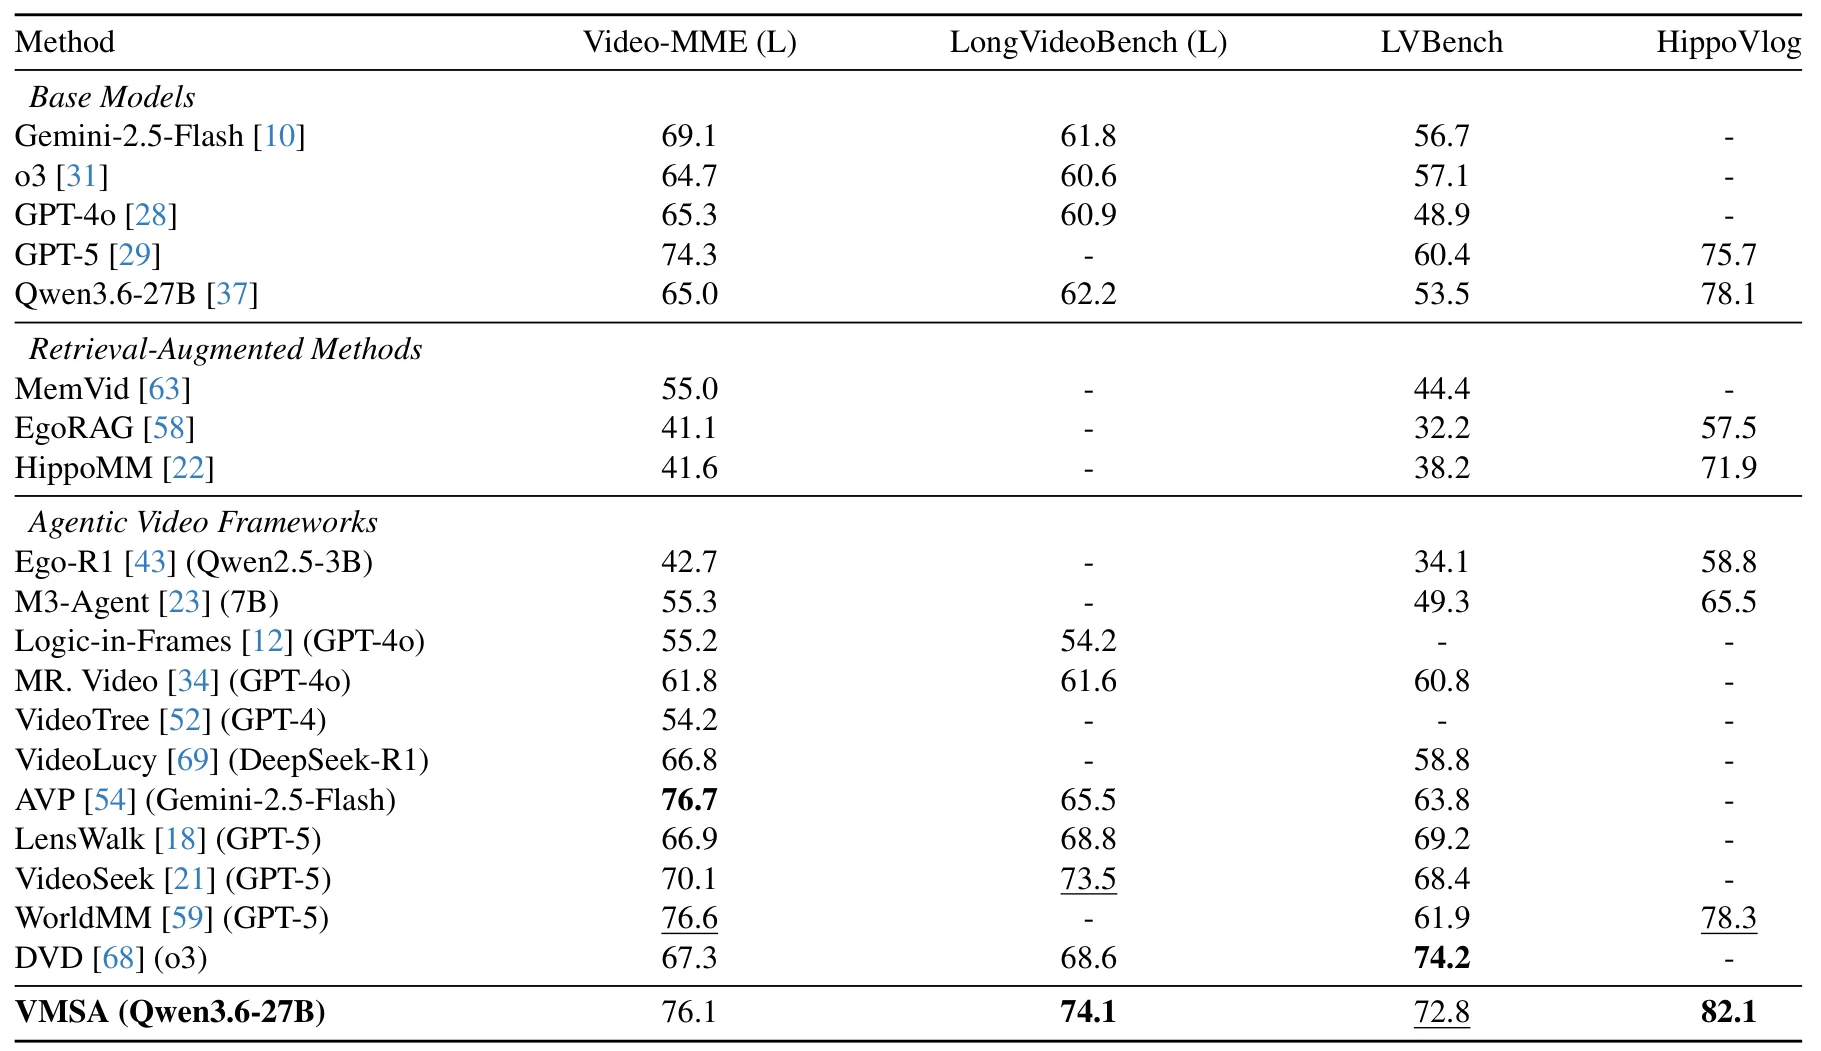 Method Video-MME (L) LongVideoBench (L) LVBench HippoVlog
Base Models
Gemini-2.5-Flash [10] 69.1 61.8 56.7 -
o3 [31] 64.7 60.6 57.1 -
GPT-4o [28] 65.3 60.9 48.9 -
GPT-5 [29] 74.3 - 60.4 75.7
Qwen3.6-27B [37] 65.0 62.2 53.5 78.1
Retrieval-Augmented Methods
MemVid [63] 55.0 - 44.4 -
EgoRAG [58] 41.1 - 32.2 57.5
HippoMM [22] 41.6 - 38.2 71.9
Agentic Video Frameworks
Ego-R1 [43] (Qwen2.5-3B) 42.7 - 34.1 58.8
M3-Agent [23] (7B) 55.3 - 49.3 65.5
Logic-in-Frames [12] (GPT-4o) 55.2 54.2 - -
MR. Video [34] (GPT-4o) 61.8 61.6 60.8 -
VideoTree [52] (GPT-4) 54.2 - - -
VideoLucy [69] (DeepSeek-R1) 66.8 - 58.8 -
AVP [54] (Gemini-2.5-Flash) 76.7 65.5 63.8 -
LensWalk [18] (GPT-5) 66.9 68.8 69.2 -
VideoSeek [21] (GPT-5) 70.1 73.5 68.4 -
WorldMM [59] (GPT-5) 76.6 - 61.9 78.3
DVD [68] (o3) 67.3 68.6 74.2 -
VMSA (Qwen3.6-27B) 76.1 74.1 72.8 82.1